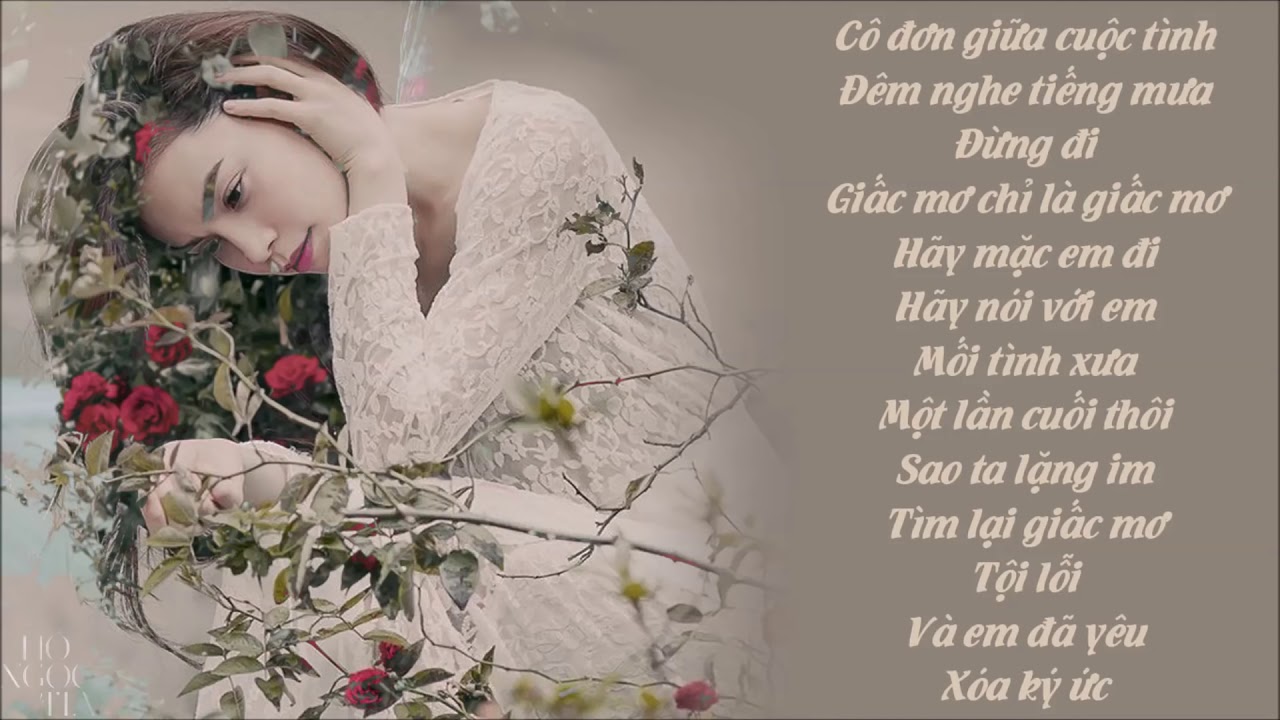 Cô đơn giữa cuộc tình
Đêm nghe tiếng mưa
Đừng đi
Giấc mơ chỉ là giấc mơ
Hãy mặc em đi
Hãy nói với em
Mối tình xưa
Một lần cuối thôi
Sao ta lặng im
Tìm lại giấc mơ
Tội lỗi
Và em đã yêu
Xóa ký ức
NGỌC